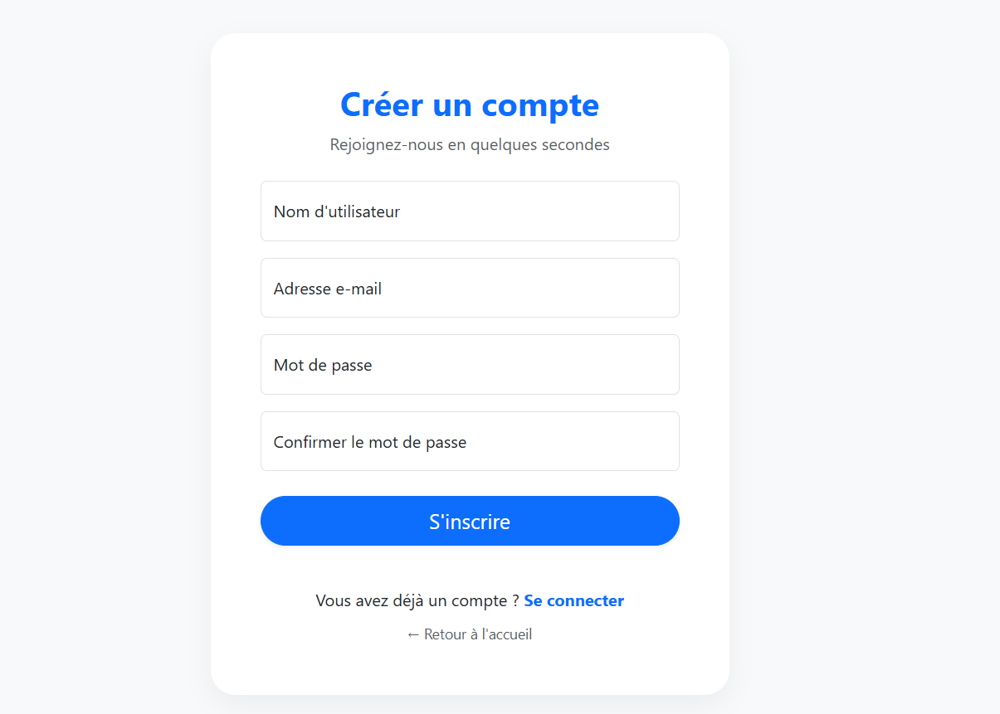 Créer un compte
Rejoignez-nous en quelques secondes
Nom d'utilisateur
Adresse e-mail
Mot de passe
Confirmer le mot de passe
S'inscrire
Vous avez déjà un compte ? Se connecter
← Retour à l'accueil